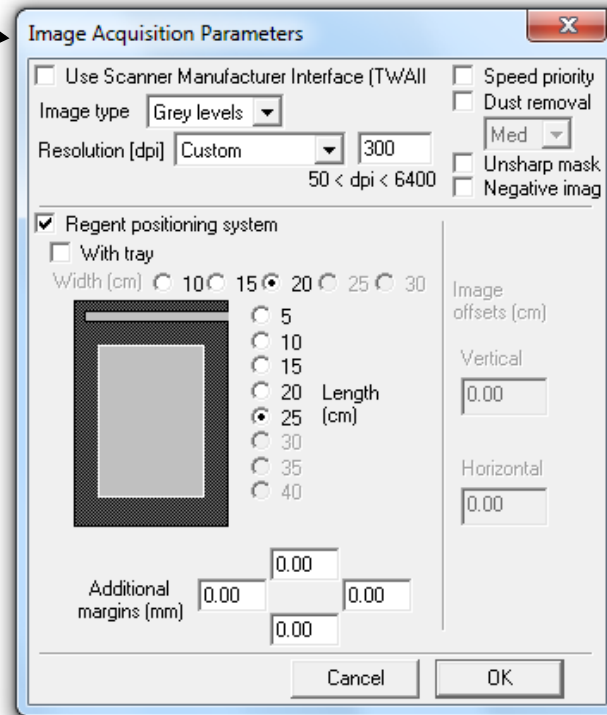 Image Acquisition Parameters
Use Scanner Manufacturer Interface (TWAII
Speed priority
Image type Grey levels
Dust removal
Med
Resolution [dpi] Custom 300
Unsharp mask
50 < dpi < 6400
Negative imag
Regent positioning system
With tray
Width (cm) 10 15 20 25 30
Image
offsets (cm)
5
10
15
20
25
30
35
40
Length
(cm)
Vertical
0.00
Horizontal
0.00
Additional
margins (mm)
0.00
0.00 0.00
0.00
Cancel OK